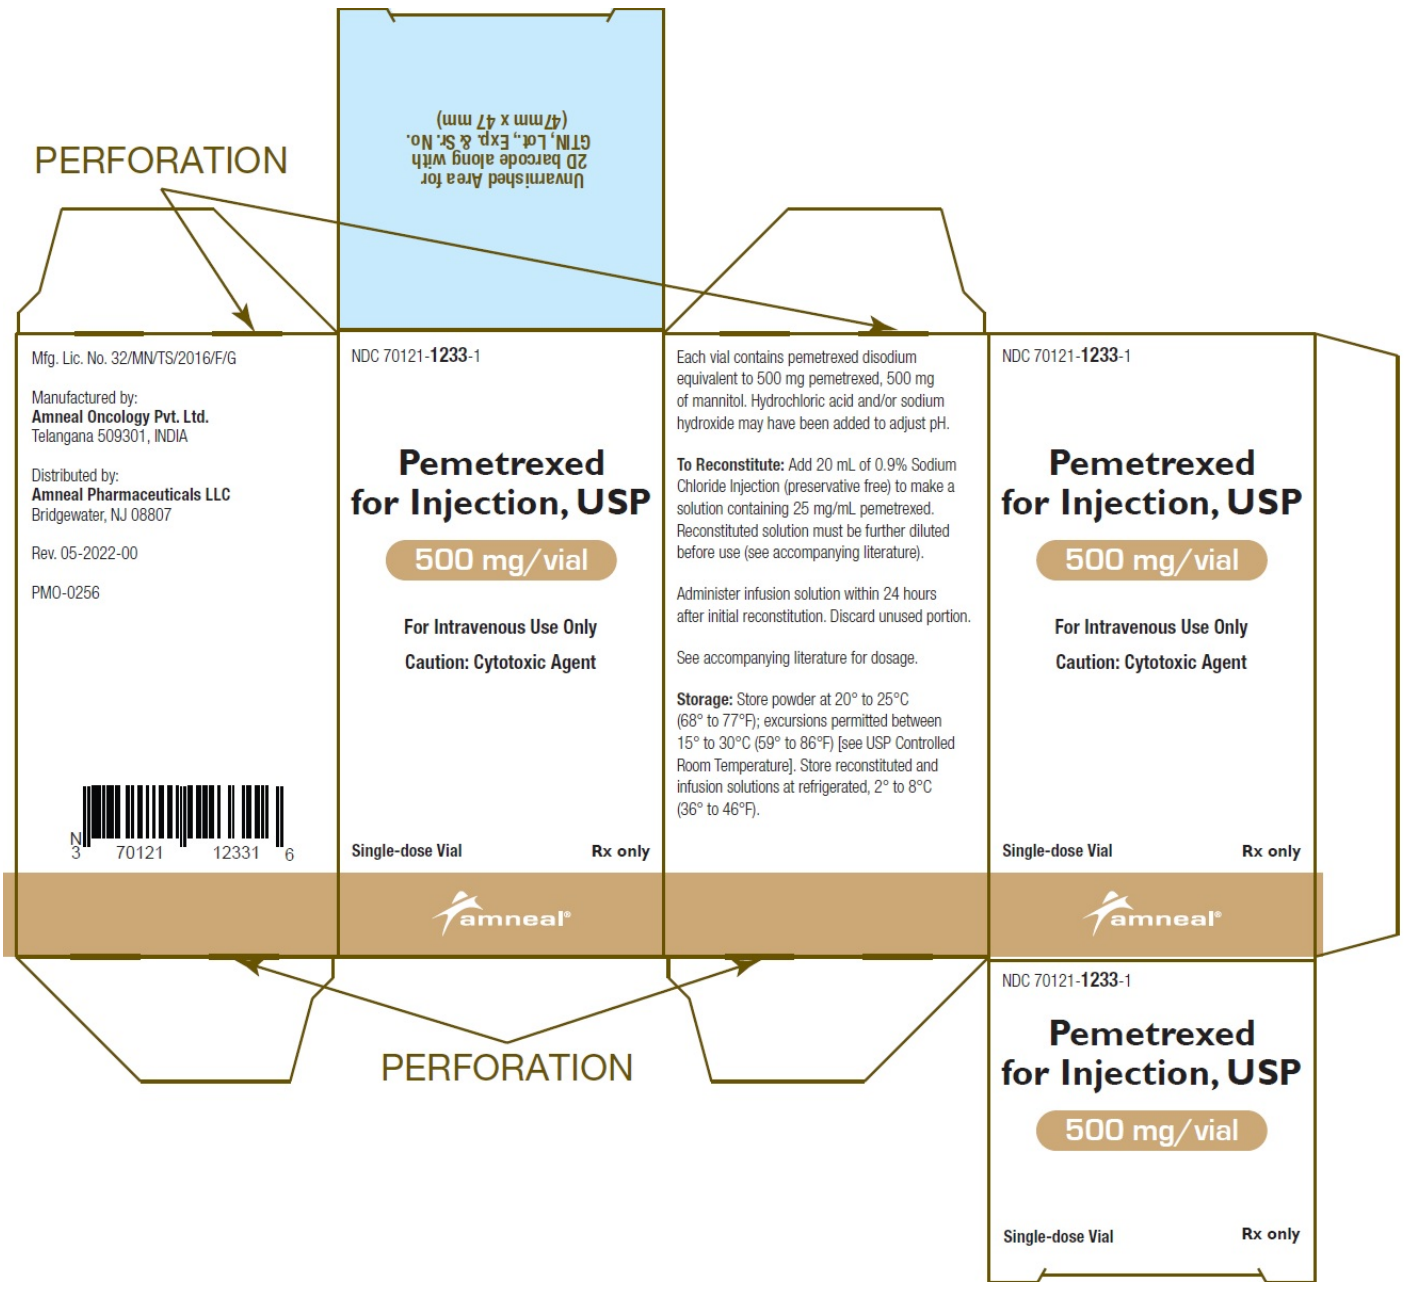 Unvarnished Area for
2D barcode along with
GTIN, Lot., Exp. & Sr. No.
(47mm x 47 mm)
PERFORATION
Mfg. Lic. No. 32/MN/TS/2016/F/G
Manufactured by:
Amneal Oncology Pvt. Ltd.
Telangana 509301, INDIA
Distributed by:
Amneal Pharmaceuticals LLC
Bridgewater, NJ 08807
Rev. 05-2022-00
PMO-0256
N
3 70121 12331 6
NDC 70121-1233-1
Pemetrexed
for Injection, USP
500 mg/vial
For Intravenous Use Only
Caution: Cytotoxic Agent
Single-dose Vial Rx only
amneal®
Each vial contains pemetrexed disodium
equivalent to 500 mg pemetrexed, 500 mg
of mannitol. Hydrochloric acid and/or sodium
hydroxide may have been added to adjust pH.
To Reconstitute: Add 20 mL of 0.9% Sodium
Chloride Injection (preservative free) to make a
solution containing 25 mg/mL pemetrexed.
Reconstituted solution must be further diluted
before use (see accompanying literature).
Administer infusion solution within 24 hours
after initial reconstitution. Discard unused portion.
See accompanying literature for dosage.
Storage: Store powder at 20° to 25°C
(68° to 77°F); excursions permitted between
15° to 30°C (59° to 86°F) [see USP Controlled
Room Temperature]. Store reconstituted and
infusion solutions at refrigerated, 2° to 8°C
(36° to 46°F).
NDC 70121-1233-1
Pemetrexed
for Injection, USP
500 mg/vial
For Intravenous Use Only
Caution: Cytotoxic Agent
Single-dose Vial Rx only
amneal®
PERFORATION
NDC 70121-1233-1
Pemetrexed
for Injection, USP
500 mg/vial
Single-dose Vial Rx only